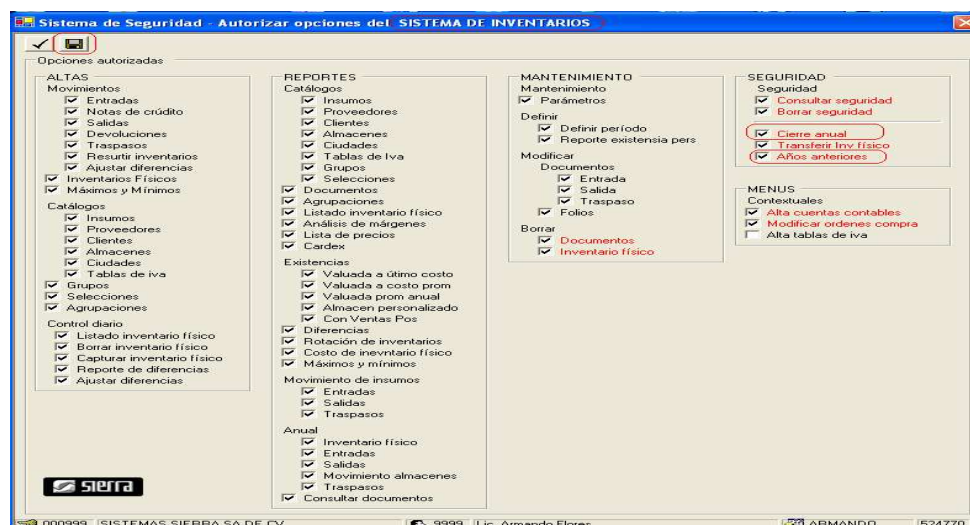 Sistema de Seguridad - Autorizar opciones del SISTEMA DE INVENTARIOS
Opciones autorizadas
ALTAS
Movimientos
Entradas
Notas de crúdito
Salidas
Devoluciones
Traspasos
Resurtir inventarios
Ajustar diferencias
Inventarios Físicos
Máximos y Mínimos
Catálogos
Insumos
Proveedores
Clientes
Almacenes
Ciudades
Tablas de iva
Grupos
Selecciones
Agrupaciones
Control diario
Listado inventario físico
Borrar inventario físico
Capturar inventario físico
Reporte de diferencias
Ajustar diferencias
sierra
REPORTES
Catálogos
Insumos
Proveedores
Clientes
Almacenes
Ciudades
Tablas de Iva
Grupos
Selecciones
Documentos
Agrupaciones
Listado inventario físico
Análisis de márgenes
Lista de precios
Cardex
Existencias
Valuada a útimo costo
Valuada a costo prom
Valuada prom anual
Almacen personalizado
Con Ventas Pos
Diferencias
Rotación de inventarios
Costo de inevntario físico
Máximos y mínimos
Movimiento de insumos
Entradas
Salidas
Traspasos
Anual
Inventario físico
Entradas
Salidas
Movimiento almacenes
Traspasos
Consultar documentos
MANTENIMIENTO
Mantenimiento
Parámetros
Definir
Definir período
Reporte existensia pers
Modificar
Documentos
Entrada
Salida
Traspaso
Folios
Borrar
Documentos
Inventario físico
SEGURIDAD
Seguridad
Consultar seguridad
Borrar seguridad
Cierre anual
Transferir Inv físico
Años anteriores
MENUS
Contextuales
Alta cuentas contables
Modificar ordenes compra
Alta tablas de iva
000999 SISTEMAS SIERRA SA DE CV 9999 Lic. Armando Flores ARMANDO 524770